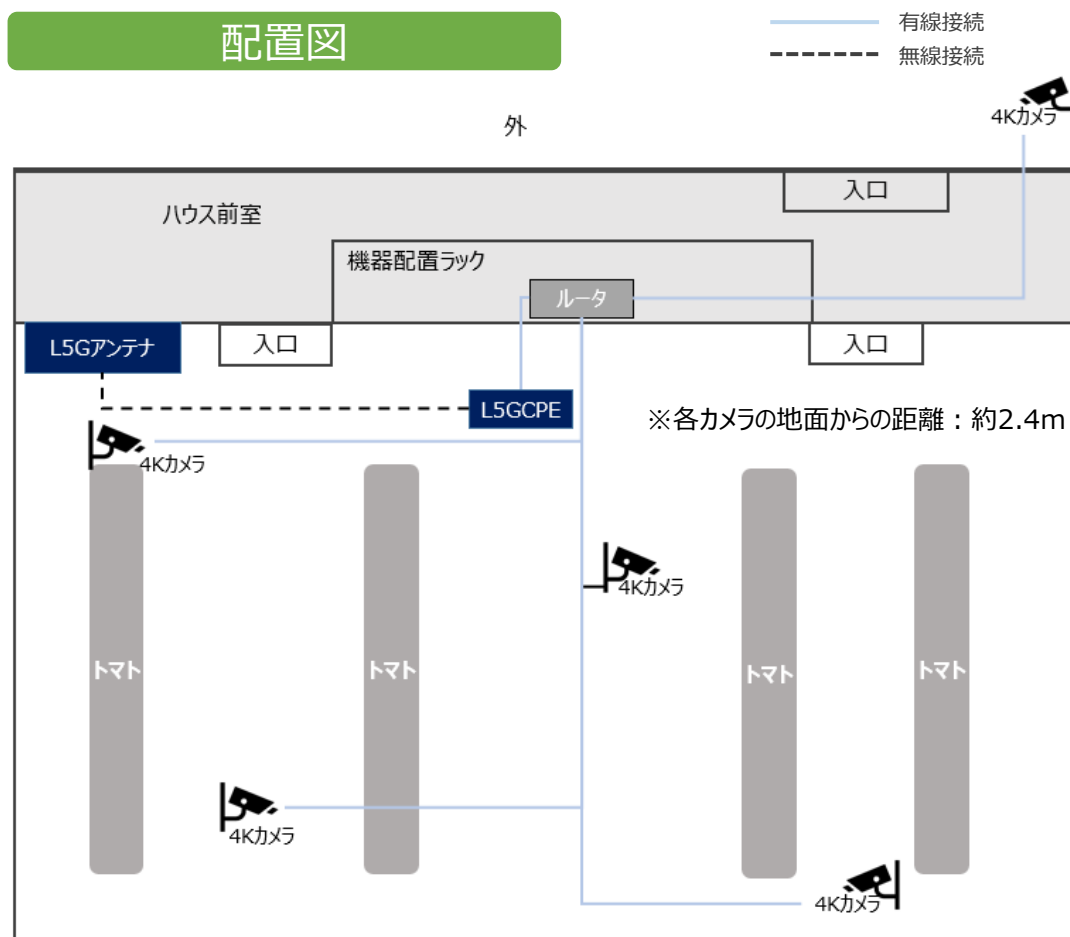 配置図
有線接続
無線接続
4Kカメラ
外
入口
ハウス前室
機器配置ラック
ルータ
L5Gアンテナ
入口
入口
L5GCPE
※各カメラの地面からの距離：約2.4m
4Kカメラ
4Kカメラ
トマト
トマト
トマト
トマト
4Kカメラ
4Kカメラ